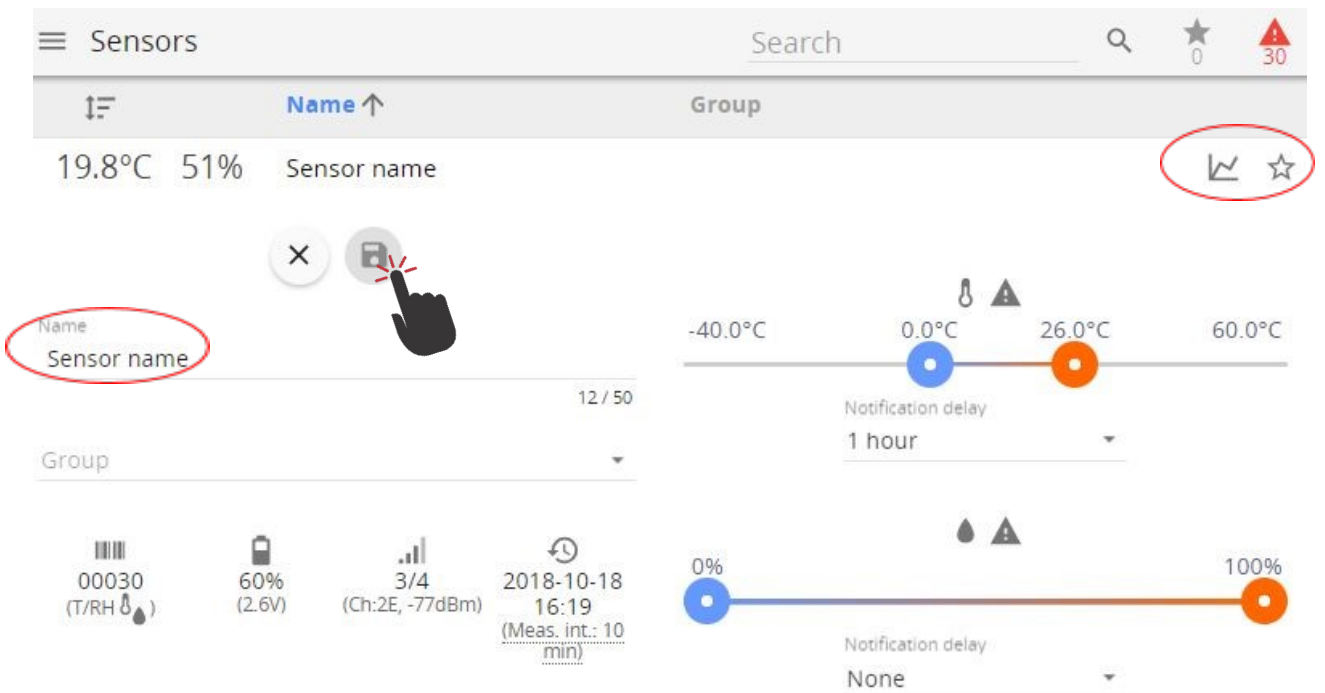 Sensors
Search
0
30
Name
Group
19.8°C 51% Sensor name
Name
Sensor name
12 / 50
Group
00030
(T/RH )
60%
(2.6V)
3/4
(Ch:2E, -77dBm)
2018-10-18
16:19
(Meas. int.: 10
min)
-40.0°C 0.0°C 26.0°C 60.0°C
Notification delay
1 hour
0% 100%
Notification delay
None